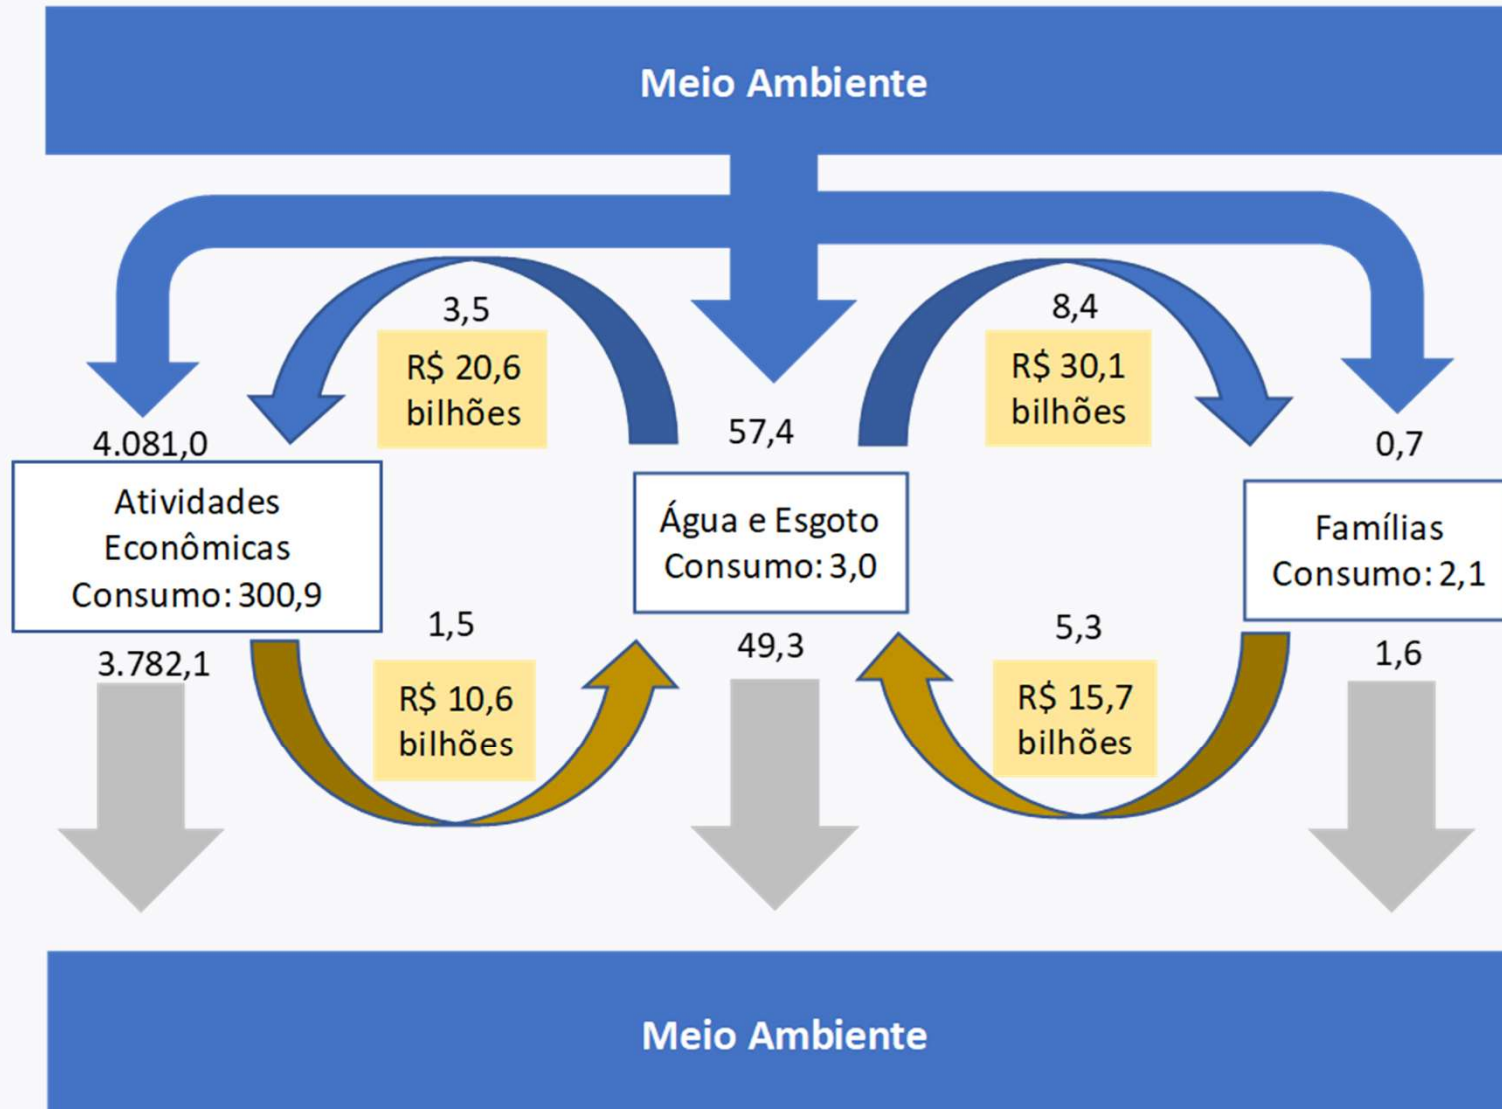 Meio Ambiente
3,5
R$ 20,6
bilhões
8,4
R$ 30,1
bilhões
4.081,0
57,4
0,7
Atividades
Econômicas
Consumo: 300,9
Água e Esgoto
Consumo: 3,0
Famílias
Consumo: 2,1
3.782,1
1,5
R$ 10,6
bilhões
49,3
5,3
R$ 15,7
bilhões
1,6
Meio Ambiente